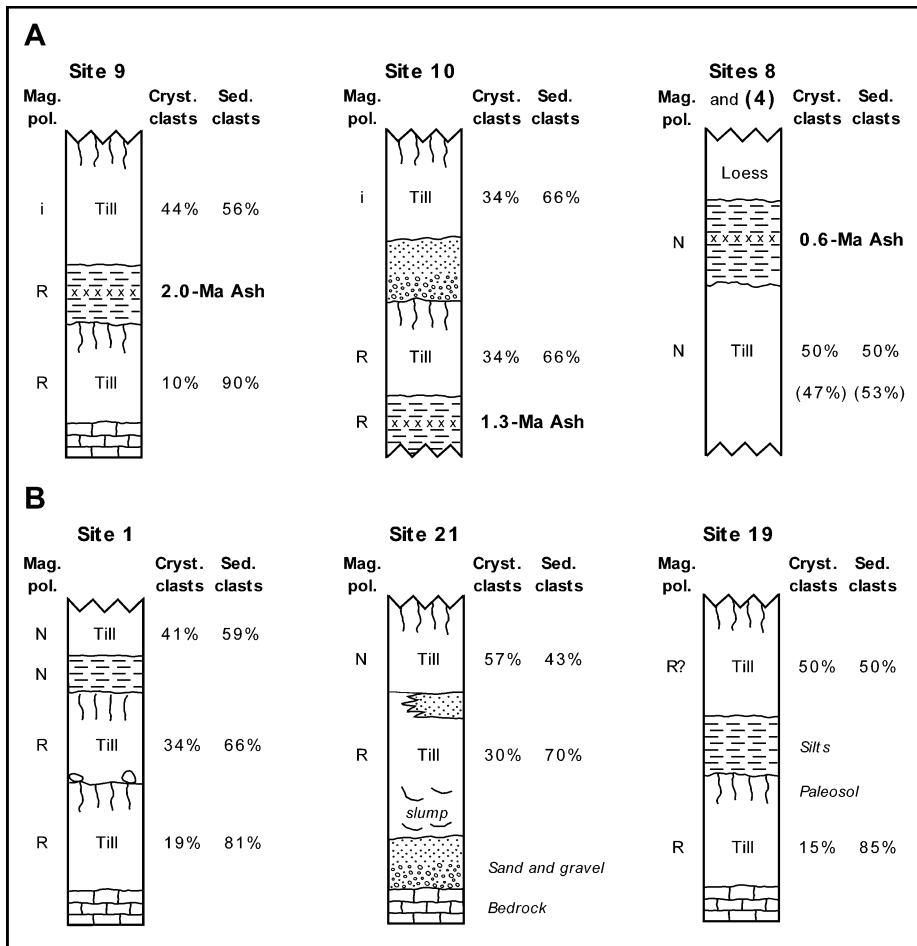 A
Site 9
Mag. pol.
Cryst. clasts
Sed. clasts
i Till 44% 56%
R x x x x x x 2.0-Ma Ash
R Till 10% 90%
Site 10
Cryst. clasts
Sed. clasts
Mag. pol.
i Till 34% 66%
R Till 34% 66%
R x x x x x x 1.3-Ma Ash
Sites 8
and (4)
Mag. pol.
Cryst. clasts
Sed. clasts
Loess
N x x x x x x 0.6-Ma Ash
N Till 50% 50%
(47%) (53%)
B
Site 1
Mag. pol.
Cryst. clasts
Sed. clasts
N Till 41% 59%
N
R Till 34% 66%
R Till 19% 81%
Site 21
Mag. pol.
Cryst. clasts
Sed. clasts
N Till 57% 43%
R Till 30% 70%
slump
Sand and gravel
Bedrock
Site 19
Mag. pol.
Cryst. clasts
Sed. clasts
R? Till 50% 50%
Silts
Paleosol
R Till 15% 85%